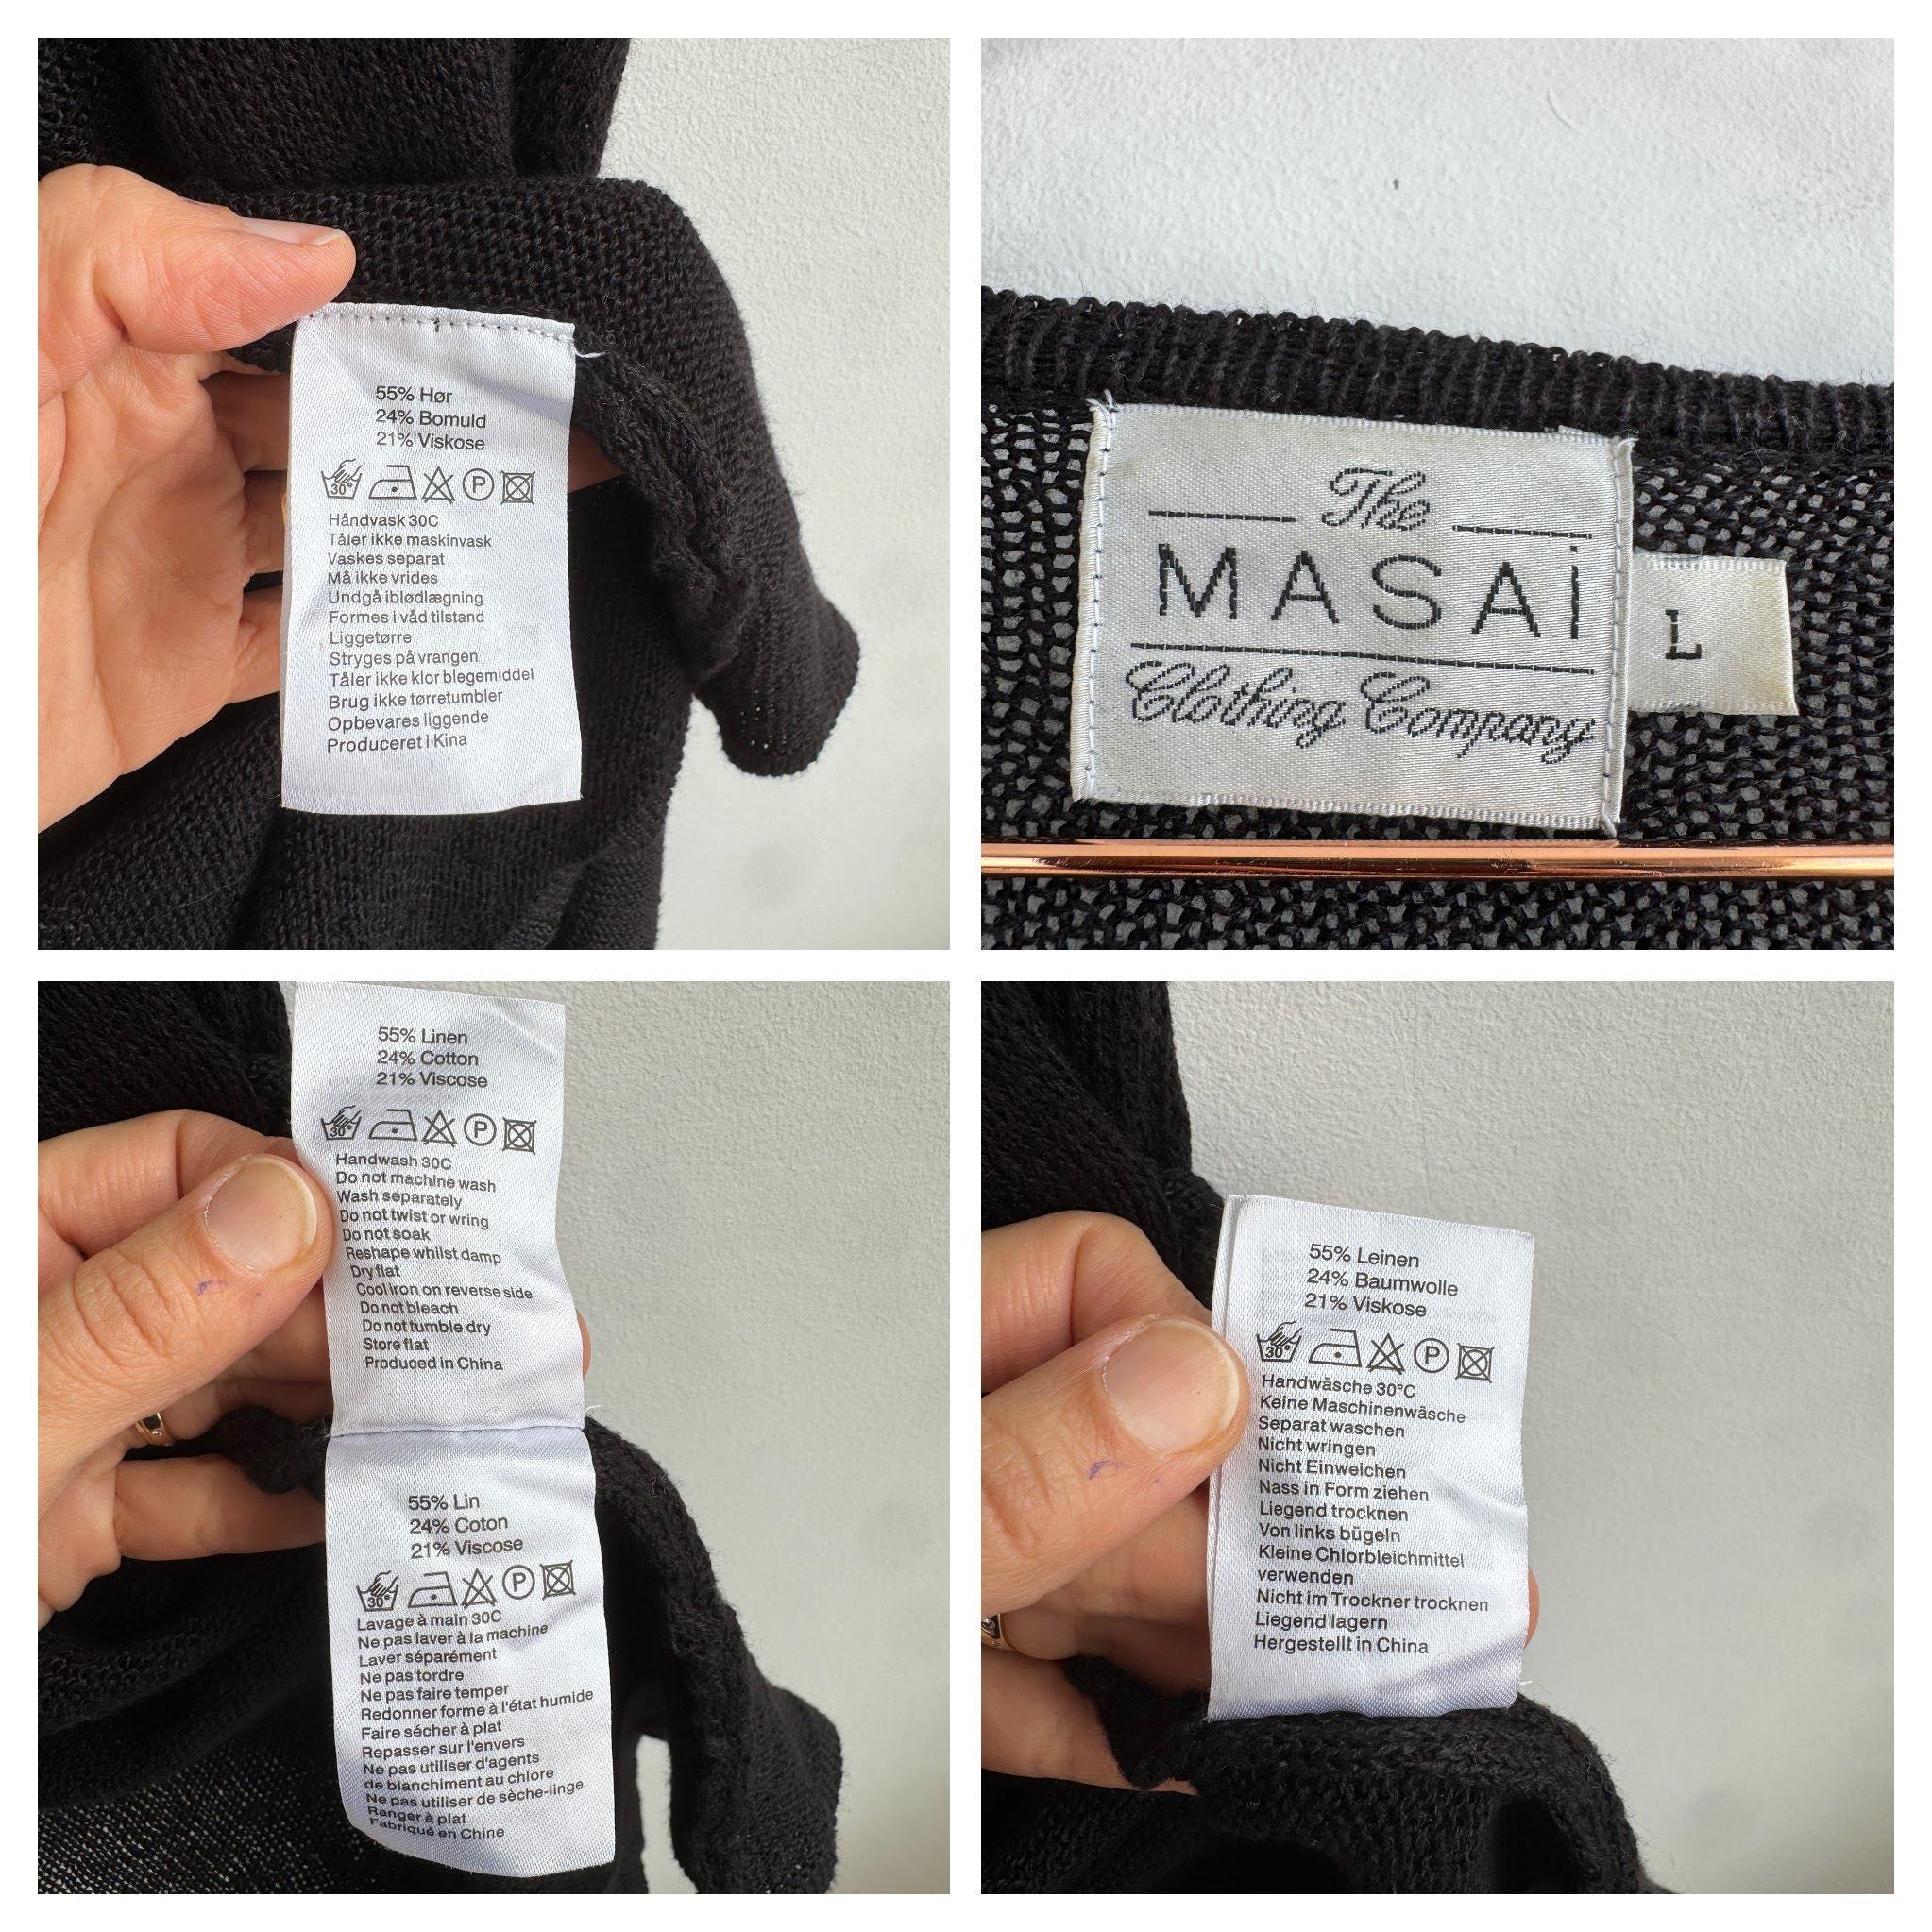 55% Hør
24% Bomuld
21% Viskose
30°
P
Håndvask 30C
Tåler ikke maskinvask
Vaskes separat
Må ikke vrides
Undgå iblødlægning
Formes i våd tilstand
Liggetørre
Stryges på vrangen
Tåler ikke klor blegemiddel
Brug ikke tørretumbler
Opbevares liggende
Produceret i Kina
The
MASAi
Clothing Company
L
55% Linen
24% Cotton
21% Viscose
30°
P
Handwash 30C
Do not machine wash
Wash separately
Do not twist or wring
Do not soak
Reshape whilst damp
Dry flat
Cool iron on reverse side
Do not bleach
Do not tumble dry
Store flat
Produced in China
55% Lin
24% Coton
21% Viscose
30°
P
Lavage à main 30C
Ne pas laver à la machine
Laver séparément
Ne pas tordre
Ne pas faire temper
Redonner forme à l'état humide
Faire sécher à plat
Repasser sur l'envers
Ne pas utiliser d'agents
de blanchiment au chlore
Ne pas utiliser de sèche-linge
Ranger à plat
Fabriqué en Chine
55% Leinen
24% Baumwolle
21% Viskose
30°
P
Handwäsche 30°C
Keine Maschinenwäsche
Separat waschen
Nicht wringen
Nicht Einweichen
Nass in Form ziehen
Liegend trocknen
Von links bügeln
Kleine Chlorbleichmittel
verwenden
Nicht im Trockner trocknen
Liegend lagern
Hergestellt in China